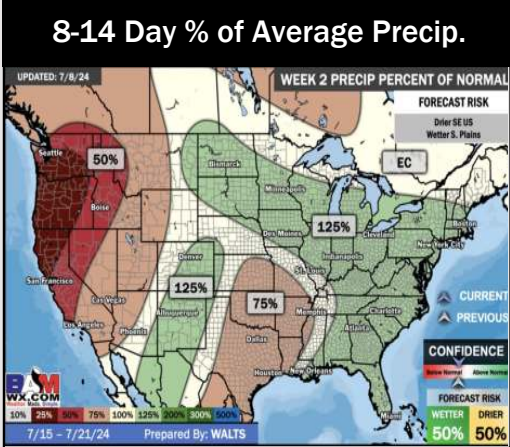 8-14 Day % of Average Precip.
UPDATED: 7/8/24
WEEK 2 PRECIP PERCENT OF NORMAL
FORECAST RISK
Drier SE US
Wetter S. Plains
EC
Seattle
50%
Bismarck
Minneapolis
Boise
125%
Boston
Cleveland
New York City
Des Moines
Indianapolis
Denver
St. Louis
San Francisco
125%
75%
CURRENT
Las Vegas
Albuquerque
Memphis
Charlotte
PREVIOUS
Los Angeles
Phoenix
Dallas
Atlanta
Houston
New Orleans
CONFIDENCE
Below Normal
Above Normal
Miami
BAM
WX.COM
FORECAST RISK
10% 25% 50% 75% 100% 125% 200% 300% 500%
WETTER DRIER
7/15 – 7/21/24 Prepared By: WALTS
50% 50%